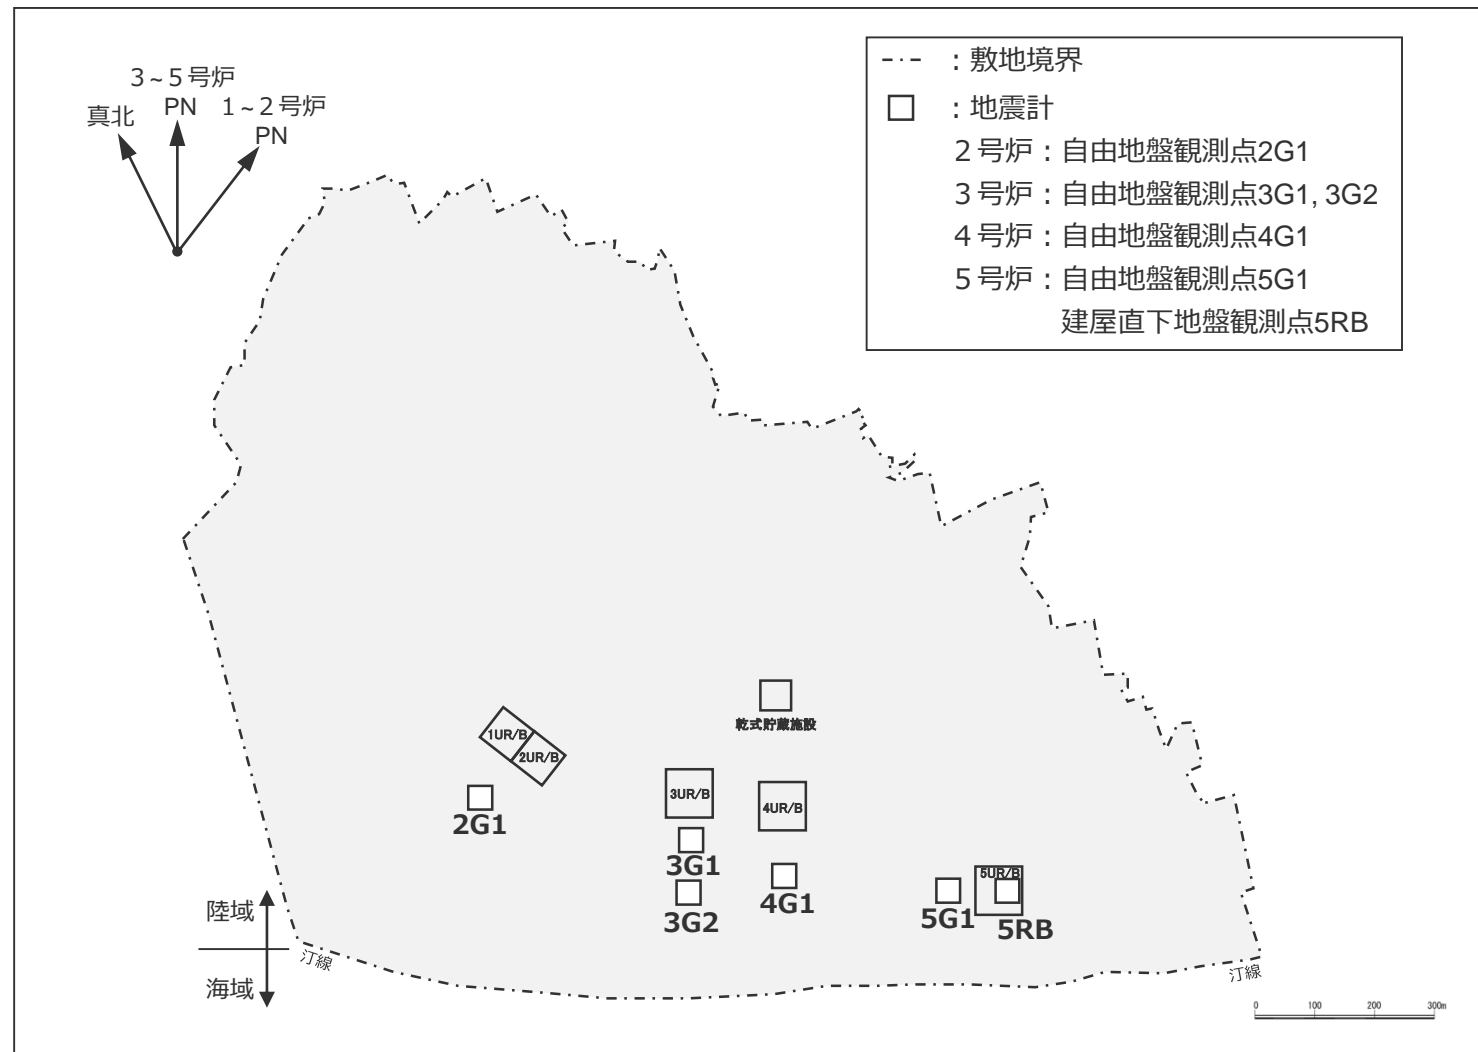 3~5号炉
PN
1~2号炉
PN
真北
：敷地境界
：地震計
2号炉：自由地盤観測点2G1
3号炉：自由地盤観測点3G1, 3G2
4号炉：自由地盤観測点4G1
5号炉：自由地盤観測点5G1
建屋直下地盤観測点5RB
乾式貯蔵施設
1UR/B
2UR/B
3UR/B
4UR/B
2G1
3G1
3G2
4G1
5UR/B
5G1
5RB
陸域
海域
汀線
汀線
0 100 200 300m